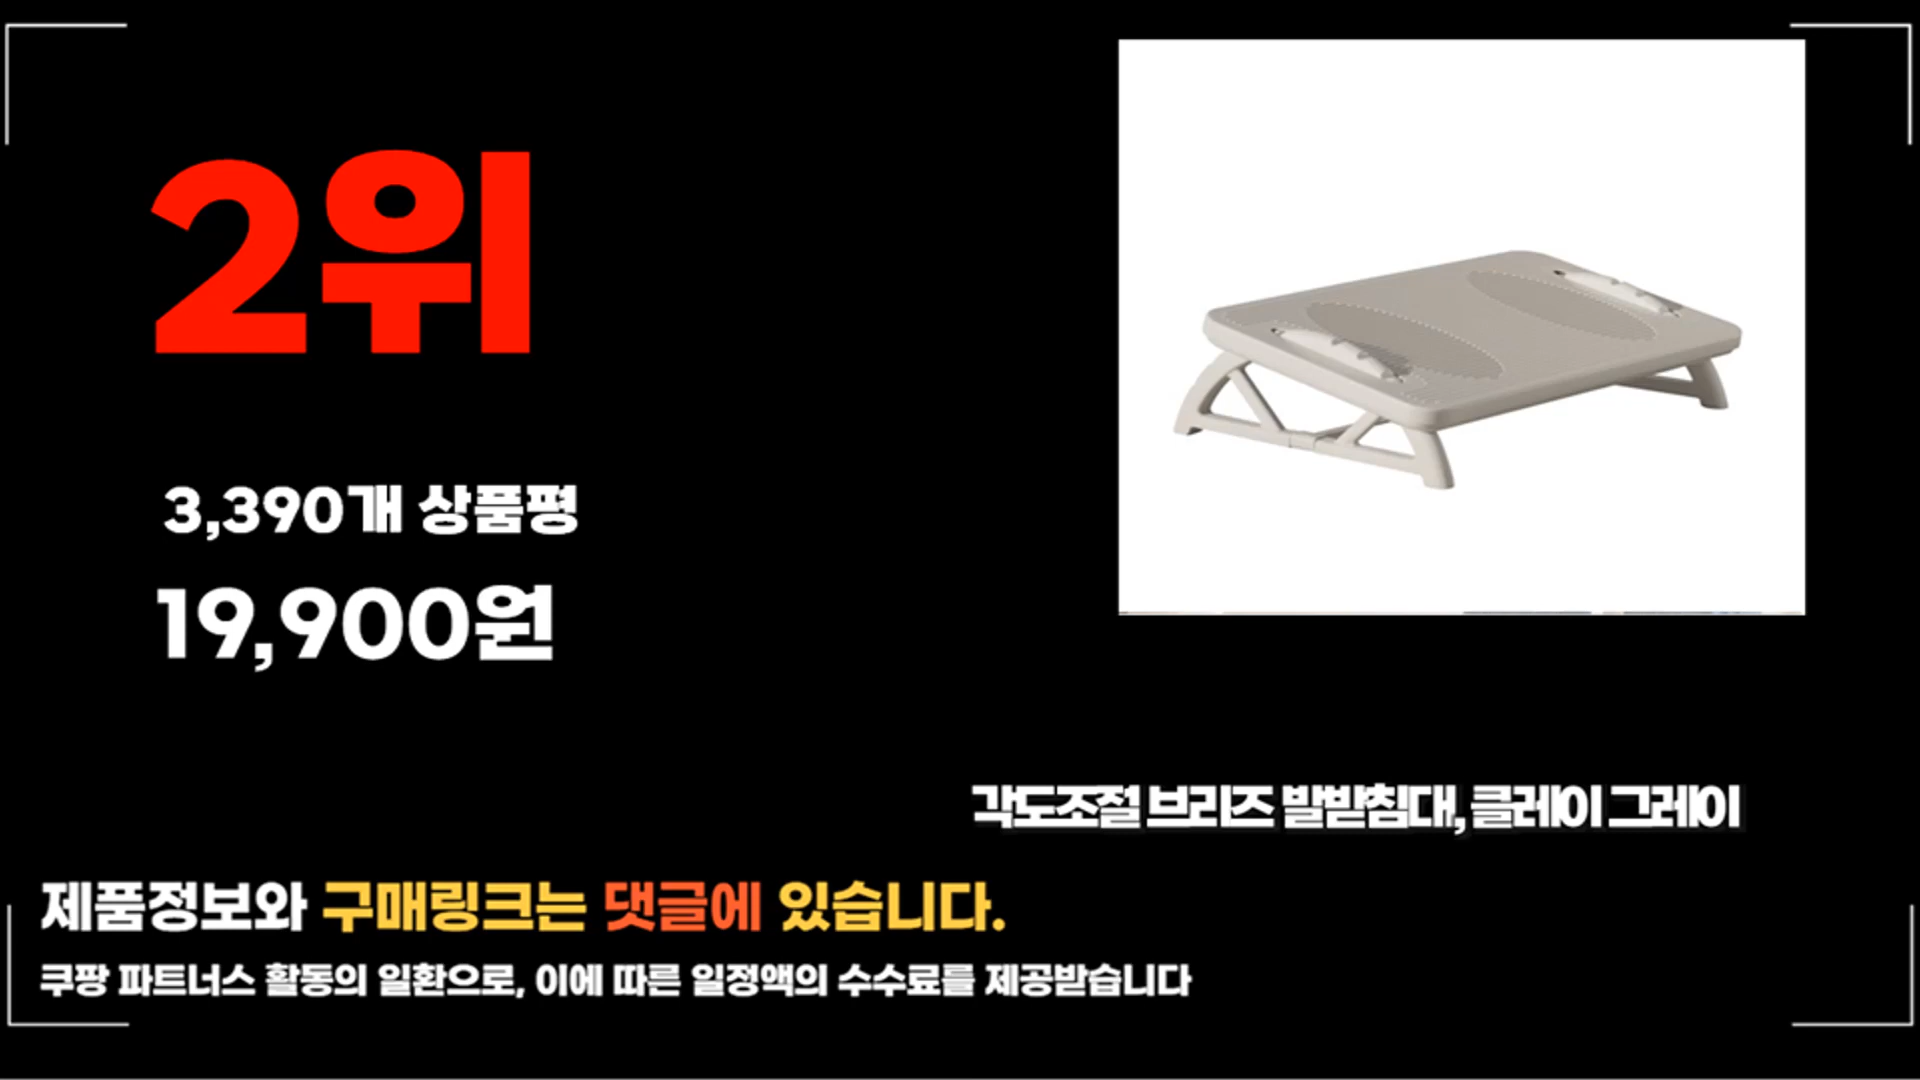 2위
3,390개 상품평
19,900원
각도조절 브리즈 발받침대, 클레이 그레이
제품정보와 구매링크는 댓글에 있습니다.
쿠팡 파트너스 활동의 일환으로, 이에 따른 일정액의 수수료를 제공받습니다